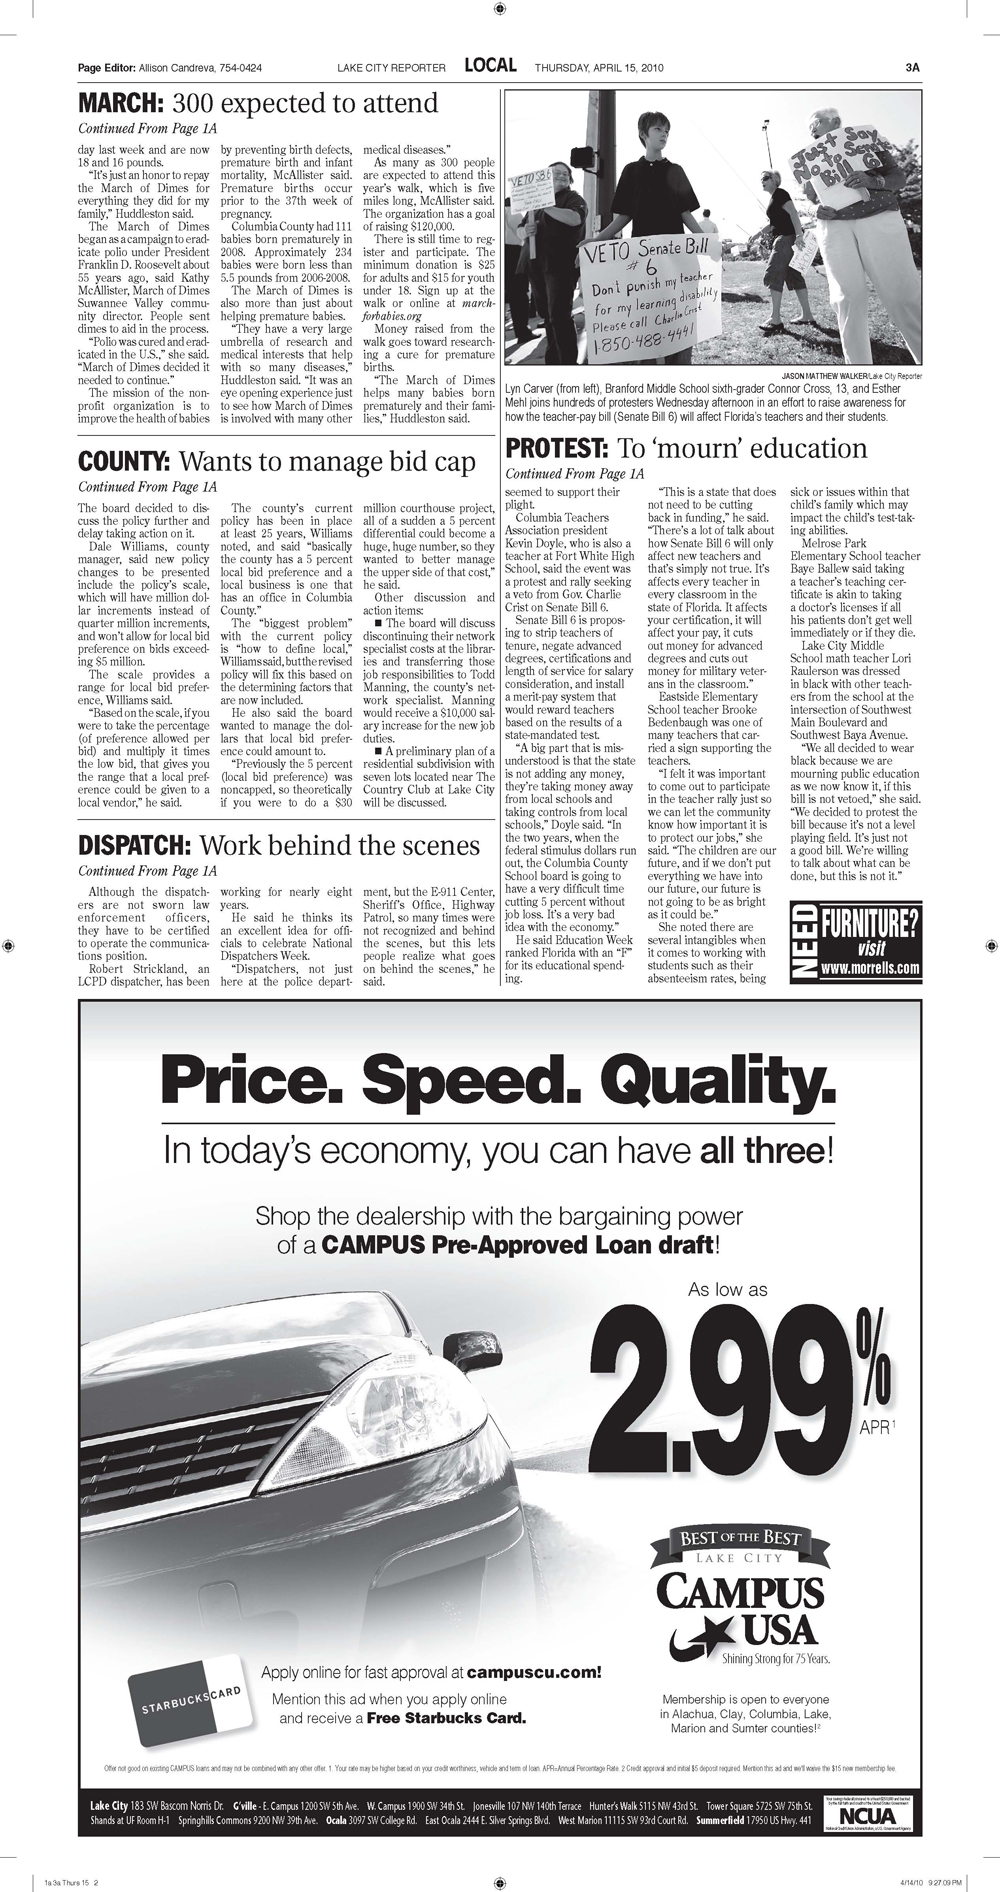 Page Editor: Allison Candreva, 754-0424
LAKE CITY REPORTER LOCAL THURSDAY, APRIL 15, 2010
3A
MARCH: 300 expected to attend
Continued From Page 1A
day last week and are now
18 and 16 pounds.
“It’s just an honor to repay
the March of Dimes for
everything they did for my
family,” Huddleston said.
The March of Dimes
began as a campaign to erad-
icate polio under President
Franklin D. Roosevelt about
55 years ago, said Kathy
McAllister, March of Dimes
Suwannee Valley commu-
nity director. People sent
dimes to aid in the process.
“Polio was cured and erad-
icated in the U.S.,” she said.
“March of Dimes decided it
needed to continue.”
The mission of the non-
profit organization is to
improve the health of babies
by preventing birth defects,
premature birth and infant
mortality, McAllister said.
Premature births occur
prior to the 37th week of
pregnancy.
Columbia County had 111
babies born prematurely in
2008. Approximately 234
babies were born less than
5.5 pounds from 2006-2008.
The March of Dimes is
also more than just about
helping premature babies.
“They have a very large
umbrella of research and
medical interests that help
with so many diseases,”
Huddleston said. “It was an
eye opening experience just
to see how March of Dimes
is involved with many other
medical diseases.”
As many as 300 people
are expected to attend this
year’s walk, which is five
miles long, McAllister said.
The organization has a goal
of raising $120,000.
There is still time to reg-
ister and participate. The
minimum donation is $25
for adults and $15 for youth
under 18. Sign up at the
walk or online at march-
forbabies.org
Money raised from the
walk goes toward research-
ing a cure for premature
births.
“The March of Dimes
helps many babies born
prematurely and their fami-
lies,” Huddleston said.
VETO S.B.6
VETO Senate Bill
# 6
Don't punish my teacher
for my learning disability
Please call Charlie Crist
1-850-488-4441
Just Say
No to Senate
Bill 6
JASON MATTHEW WALKER/Lake City Reporter
Lyn Carver (from left), Branford Middle School sixth-grader Connor Cross, 13, and Esther
Mehl joins hundreds of protesters Wednesday afternoon in an effort to raise awareness for
how the teacher-pay bill (Senate Bill 6) will affect Florida’s teachers and their students.
COUNTY: Wants to manage bid cap
Continued From Page 1A
The board decided to dis-
cuss the policy further and
delay taking action on it.
Dale Williams, county
manager, said new policy
changes to be presented
include the policy’s scale,
which will have million dol-
lar increments instead of
quarter million increments,
and won’t allow for local bid
preference on bids exceed-
ing $5 million.
The scale provides a
range for local bid prefer-
ence, Williams said.
“Based on the scale, if you
were to take the percentage
(of preference allowed per
bid) and multiply it times
the low bid, that gives you
the range that a local pref-
erence could be given to a
local vendor,” he said.
The county’s current
policy has been in place
at least 25 years, Williams
noted, and said “basically
the county has a 5 percent
local bid preference and a
local business is one that
has an office in Columbia
County.”
The “biggest problem”
with the current policy
is “how to define local,”
Williams said, but the revised
policy will fix this based on
the determining factors that
are now included.
He also said the board
wanted to manage the dol-
lars that local bid prefer-
ence could amount to.
“Previously the 5 percent
(local bid preference) was
noncapped, so theoretically
if you were to do a $30
million courthouse project,
all of a sudden a 5 percent
differential could become a
huge, huge number, so they
wanted to better manage
the upper side of that cost,”
he said.
Other discussion and
action items:
■ The board will discuss
discontinuing their network
specialist costs at the librar-
ies and transferring those
job responsibilities to Todd
Manning, the county’s net-
work specialist. Manning
would receive a $10,000 sal-
ary increase for the new job
duties.
■ A preliminary plan of a
residential subdivision with
seven lots located near The
Country Club at Lake City
will be discussed.
DISPATCH: Work behind the scenes
Continued From Page 1A
Although the dispatch-
ers are not sworn law
enforcement officers,
they have to be certified
to operate the communica-
tions position.
Robert Strickland, an
LCPD dispatcher, has been
working for nearly eight
years.
He said he thinks its
an excellent idea for offi-
cials to celebrate National
Dispatchers Week.
“Dispatchers, not just
here at the police depart-
ment, but the E-911 Center,
Sheriff’s Office, Highway
Patrol, so many times were
not recognized and behind
the scenes, but this lets
people realize what goes
on behind the scenes,” he
said.
PROTEST: To ‘mourn’ education
Continued From Page 1A
seemed to support their
plight.
Columbia Teachers
Association president
Kevin Doyle, who is also a
teacher at Fort White High
School, said the event was
a protest and rally seeking
a veto from Gov. Charlie
Crist on Senate Bill 6.
Senate Bill 6 is propos-
ing to strip teachers of
tenure, negate advanced
degrees, certifications and
length of service for salary
consideration, and install
a merit-pay system that
would reward teachers
based on the results of a
state-mandated test.
“A big part that is mis-
understood is that the state
is not adding any money,
they’re taking money away
from local schools and
taking controls from local
schools,” Doyle said. “In
the two years, when the
federal stimulus dollars run
out, the Columbia County
School board is going to
have a very difficult time
cutting 5 percent without
job loss. It’s a very bad
idea with the economy.”
He said Education Week
ranked Florida with an “F”
for its educational spend-
ing.
“This is a state that does
not need to be cutting
back in funding,” he said.
“There’s a lot of talk about
how Senate Bill 6 will only
affect new teachers and
that’s simply not true. It’s
affects every teacher in
every classroom in the
state of Florida. It affects
your certification, it will
affect your pay, it cuts
out money for advanced
degrees and cuts out
money for military veter-
ans in the classroom.”
Eastside Elementary
School teacher Brooke
Bedenbaugh was one of
many teachers that car-
ried a sign supporting the
teachers.
“I felt it was important
to come out to participate
in the teacher rally just so
we can let the community
know how important it is
to protect our jobs,” she
said. “The children are our
future, and if we don’t put
everything we have into
our future, our future is
not going to be as bright
as it could be.”
She noted there are
several intangibles when
it comes to working with
students such as their
absenteeism rates, being
sick or issues within that
child’s family which may
impact the child’s test-tak-
ing abilities.
Melrose Park
Elementary School teacher
Baye Ballew said taking
a teacher’s teaching cer-
tificate is akin to taking
a doctor’s licenses if all
his patients don’t get well
immediately or if they die.
Lake City Middle
School math teacher Lori
Raulerson was dressed
in black with other teach-
ers from the school at the
intersection of Southwest
Main Boulevard and
Southwest Baya Avenue.
“We all decided to wear
black because we are
mourning public education
as we now know it, if this
bill is not vetoed,” she said.
“We decided to protest the
bill because it’s not a level
playing field. It’s just not
a good bill. We’re willing
to talk about what can be
done, but this is not it.”
NEED
FURNITURE?
visit
www.morrells.com
Price. Speed. Quality.
In today’s economy, you can have all three!
Shop the dealership with the bargaining power
of a CAMPUS Pre-Approved Loan draft!
As low as
2.99%
APR1
BEST OF THE BEST
LAKE CITY
CAMPUS
USA
Shining Strong for 75 Years.
STARBUCKS CARD
Apply online for fast approval at campuscu.com!
Mention this ad when you apply online
and receive a Free Starbucks Card.
Membership is open to everyone
in Alachua, Clay, Columbia, Lake,
Marion and Sumter counties!2
Offer not good on existing CAMPUS loans and may not be combined with any other offer. 1. Your rate may be higher based on your credit worthiness, vehicle and term of loan. APR=Annual Percentage Rate. 2 Credit approval and initial $5 deposit required. Mention this ad and we’ll waive the $15 new membership fee.
Lake City 183 SW Bascom Norris Dr. G’ville - E. Campus 1200 SW 5th Ave. W. Campus 1900 SW 34th St. Jonesville 107 NW 140th Terrace Hunter’s Walk 5115 NW 43rd St. Tower Square 5725 SW 75th St.
Shands at UF Room H-1 Springhills Commons 9200 NW 39th Ave. Ocala 3097 SW College Rd. East Ocala 2444 E. Silver Springs Blvd. West Marion 11115 SW 93rd Court Rd. Summerfield 17950 US Hwy. 441
NCUA
1a 3a Thurs 15 2
4/14/10 9:27:09 PM